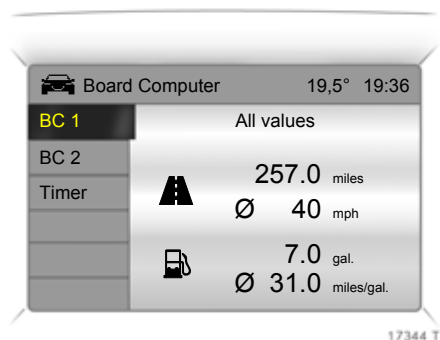 Board Computer 19,5° 19:36
BC 1
All values
BC 2
Timer
257.0 miles
Ø 40 mph
7.0 gal.
Ø 31.0 miles/gal.
17344 T